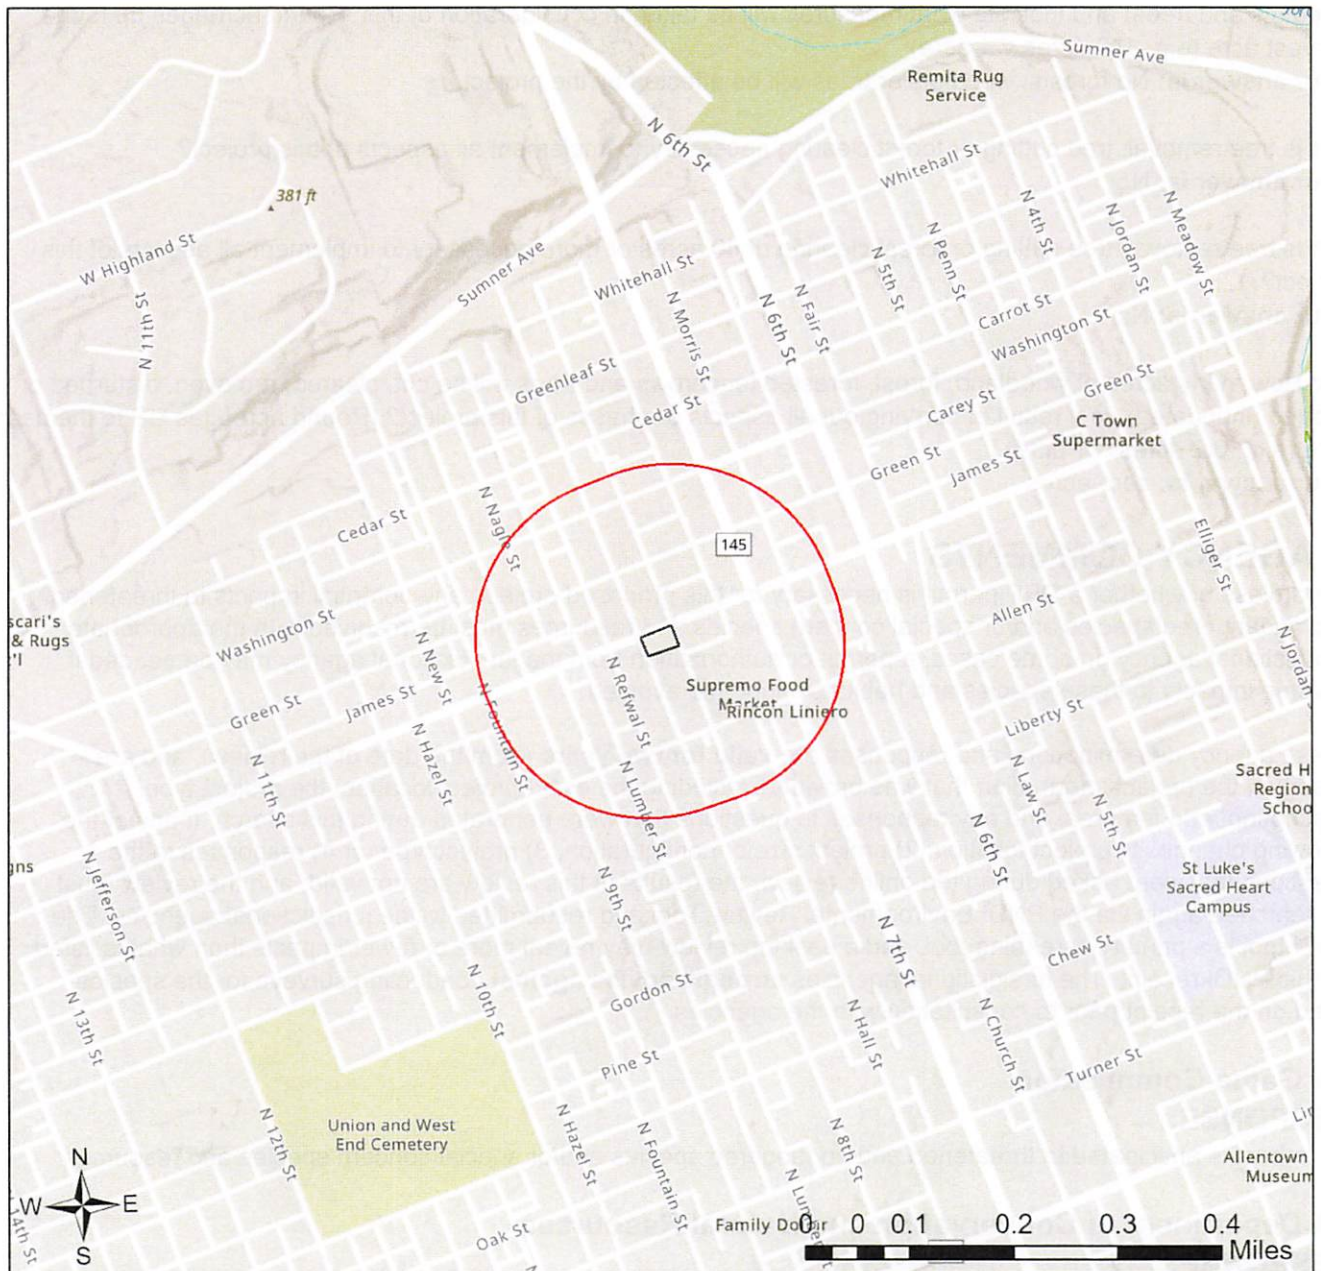 Sumner Ave
Remita Rug
Service
N 6th St
Whitehall St
381 ft
N 4th St
N Jordan St
N Meadow St
W Highland St
N Penn St
N 5th St
Sumner Ave
Whitehall St
N 11th St
N Morris St
N 6th St
N Fair St
Carrot St
Washington St
Greenleaf St
Cedar St
Green St
Carey St
C Town
Supermarket
Green St
James St
Cedar St
N Nagle St
145
Elliger St
Allen St
scari's
& Rugs
Washington St
N New St
N Jordan
N Refwal St
Supremo Food
Market
Rincon Liniero
Green St
James St
N Fountain St
Liberty St
N Hazel St
N 11th St
N Lumber St
N Law St
N 5th St
Sacred H
Region
Schoo
N 6th St
gns
N Jefferson St
N 9th St
St Luke's
Sacred Heart
Campus
N 7th St
Chew St
N 10th St
Gordon St
N 13th St
N Hall St
N Church St
Pine St
Turner St
Union and West
End Cemetery
N 12th St
N Hazel St
N Fountain St
N 8th St
Allentown
Museum
N
W E
S
14th St
Oak St
Family Dollar
0 0 0.1 0.2 0.3 0.4
Miles